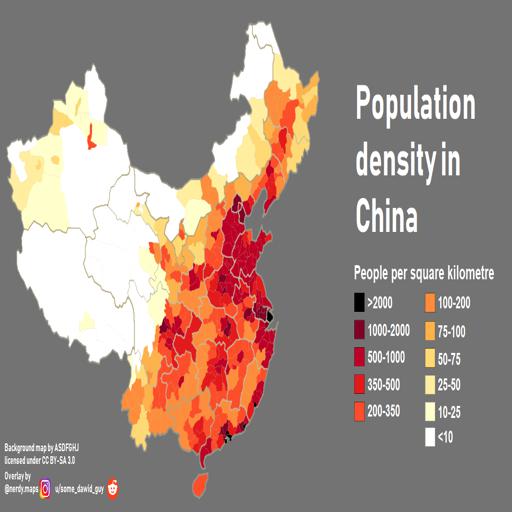 Population
density in
China
People per square kilometre
>2000
1000-2000
500-1000
350-500
200-350
100-200
75-100
50-75
25-50
10-25
<10
Background map by ASDFGHJ
licensed under CC BY-SA 3.0
Overlay by
@nerdy.maps u/some_dawid_guy